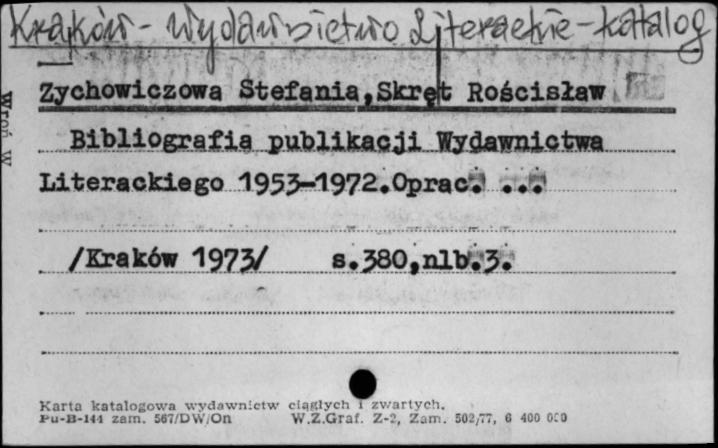 Kraków - Wydawnictwo Literackie - katalog
Zychowiczowa Stefania,Skręt Rościsław
Bibliografia publikacji Wydawnictwa
Literackiego 1953-1972.Oprac. ...
/Kraków 1973/ s.380,nlb.3.
Karta katalogowa wydawnictw ciągłych i zwartych.
Pu-B-144 zam. 567/DW/On W.Z.Graf. Z-2, Zam. 502/77, 6 400 000
Wroń W